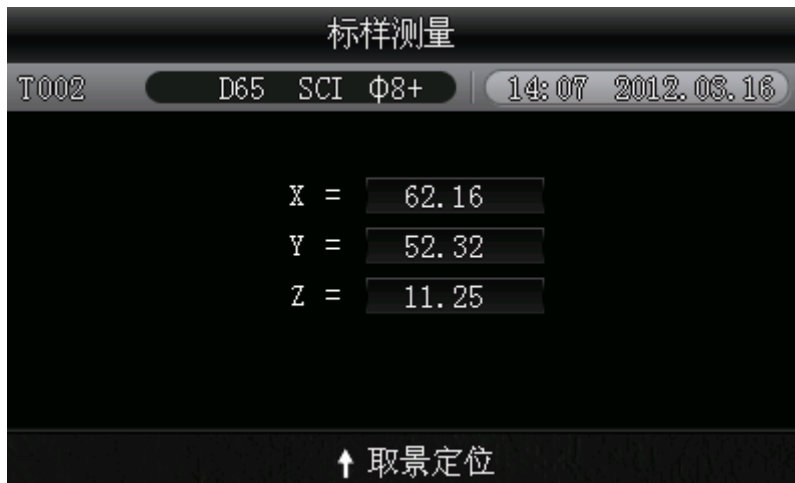 标样测量
T002 D65 SCI Φ8+ 14:07 2012.03.16
X = 62.16
Y = 52.32
Z = 11.25
↑ 取景定位